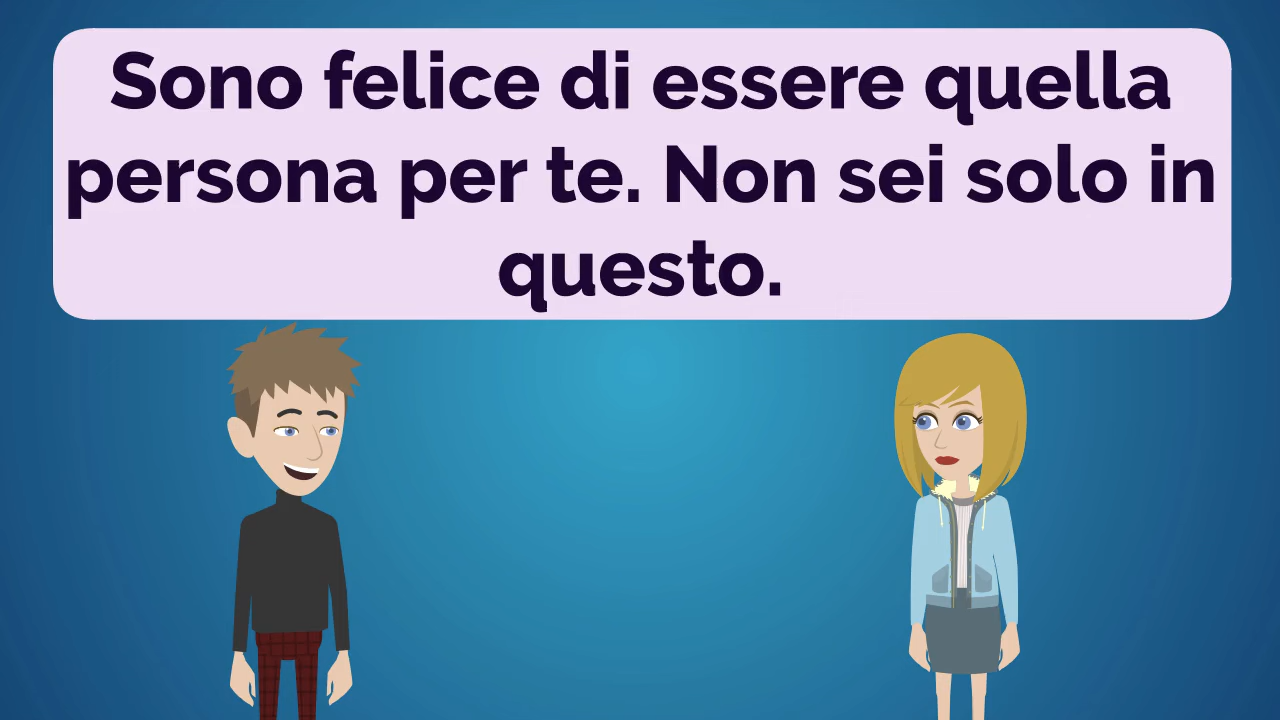 Sono felice di essere quella
persona per te. Non sei solo in
questo.